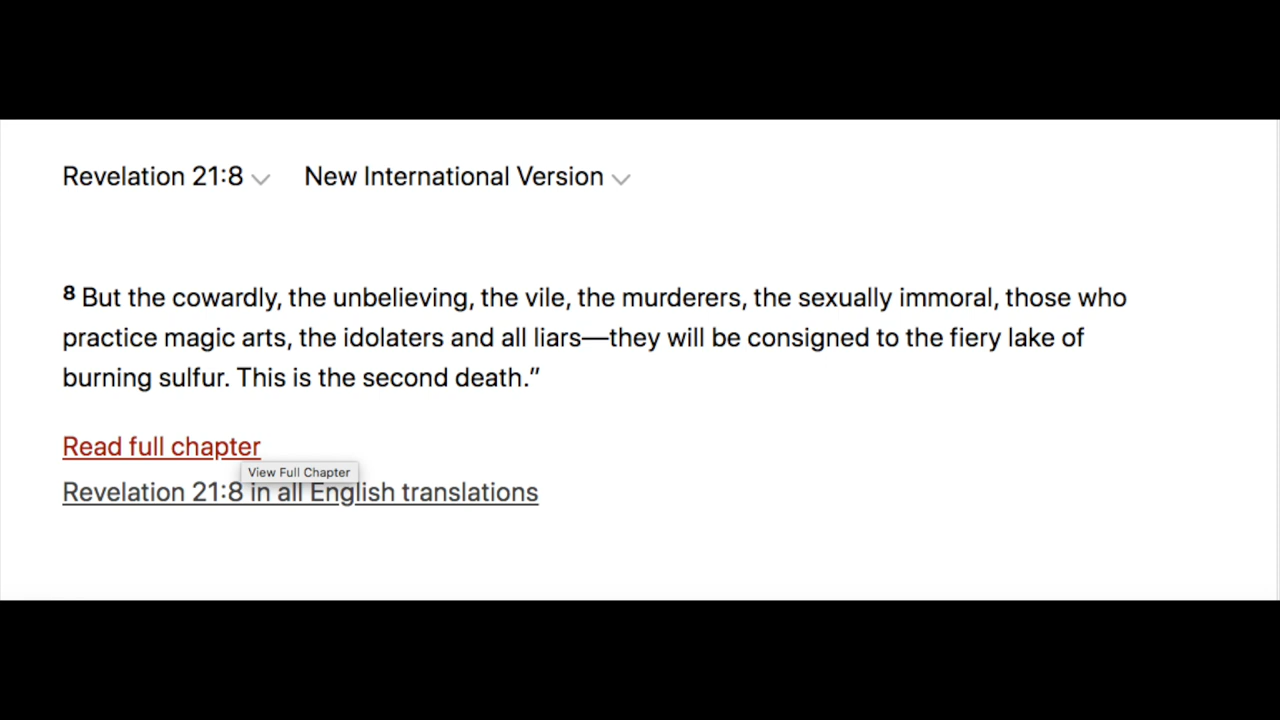 Revelation 21:8 New International Version
8 But the cowardly, the unbelieving, the vile, the murderers, the sexually immoral, those who
practice magic arts, the idolaters and all liars—they will be consigned to the fiery lake of
burning sulfur. This is the second death.”
Read full chapter
View Full Chapter
Revelation 21:8 in all English translations